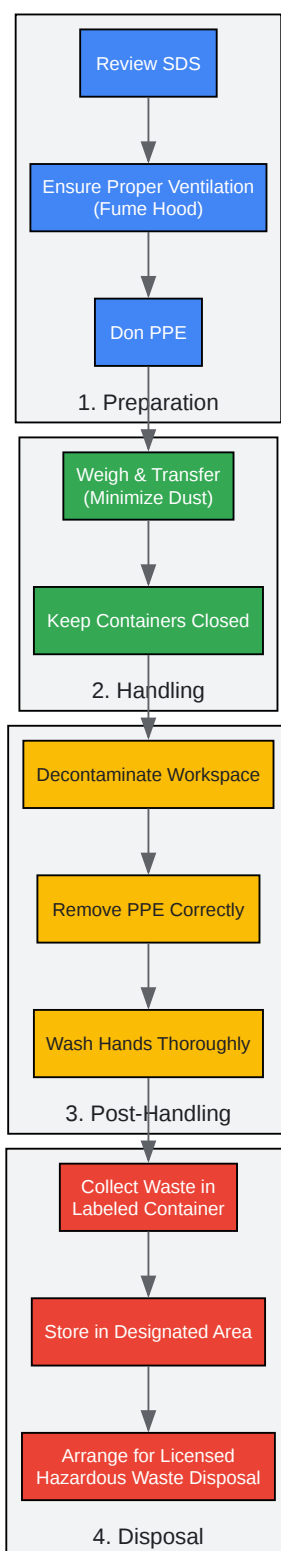 Review SDS
Ensure Proper Ventilation
(Fume Hood)
Don PPE
1. Preparation
Weigh & Transfer
(Minimize Dust)
Keep Containers Closed
2. Handling
Decontaminate Workspace
Remove PPE Correctly
Wash Hands Thoroughly
3. Post-Handling
Collect Waste in
Labeled Container
Store in Designated Area
Arrange for Licensed
Hazardous Waste Disposal
4. Disposal